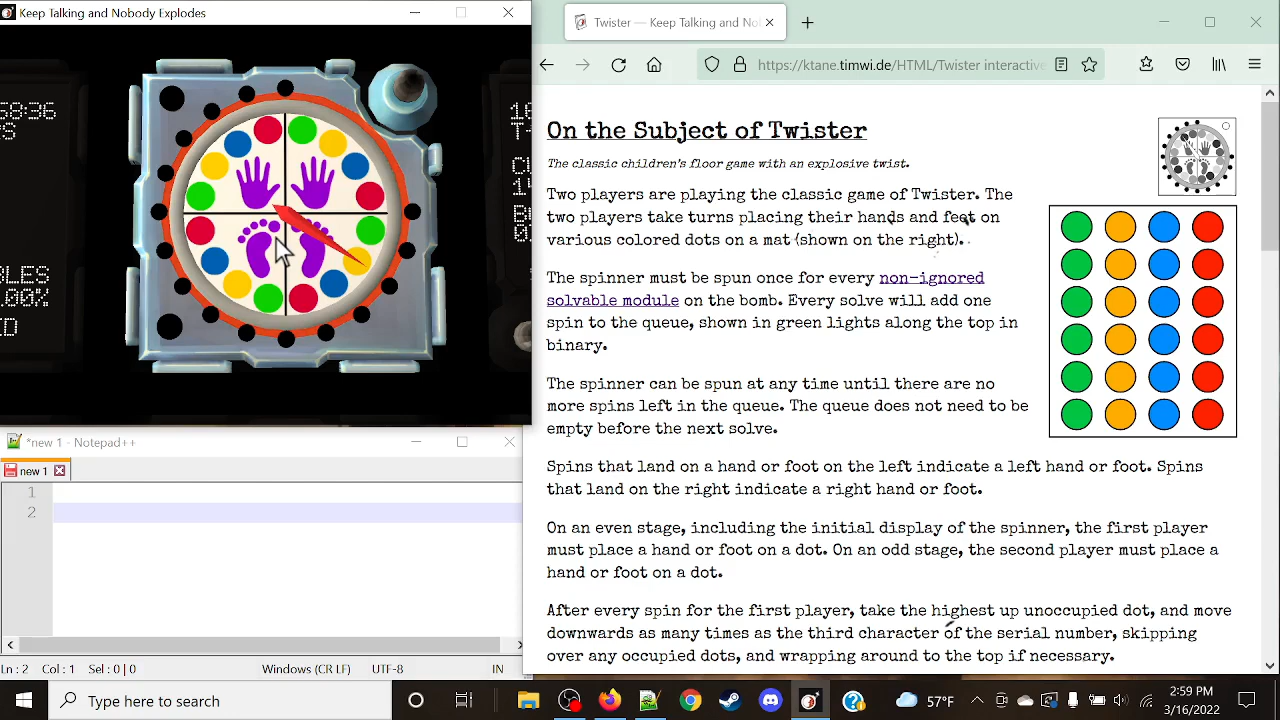 Keep Talking and Nobody Explodes
Twister — Keep Talking and No
https://ktane.timwi.de/HTML/Twister interactive
On the Subject of Twister
The classic children's floor game with an explosive twist.
Two players are playing the classic game of Twister. The
two players take turns placing their hands and feet on
various colored dots on a mat (shown on the right).
The spinner must be spun once for every non-ignored
solvable module on the bomb. Every solve will add one
spin to the queue, shown in green lights along the top in
binary.
The spinner can be spun at any time until there are no
more spins left in the queue. The queue does not need to be
empty before the next solve.
Spins that land on a hand or foot on the left indicate a left hand or foot. Spins
that land on the right indicate a right hand or foot.
On an even stage, including the initial display of the spinner, the first player
must place a hand or foot on a dot. On an odd stage, the second player must place a
hand or foot on a dot.
After every spin for the first player, take the highest up unoccupied dot, and move
downwards as many times as the third character of the serial number, skipping
over any occupied dots, and wrapping around to the top if necessary.
*new 1 - Notepad++
new 1
1
2
Ln : 2 Col : 1 Sel : 0 | 0 Windows (CR LF) UTF-8 IN
Type here to search
57°F
2:59 PM
3/16/2022